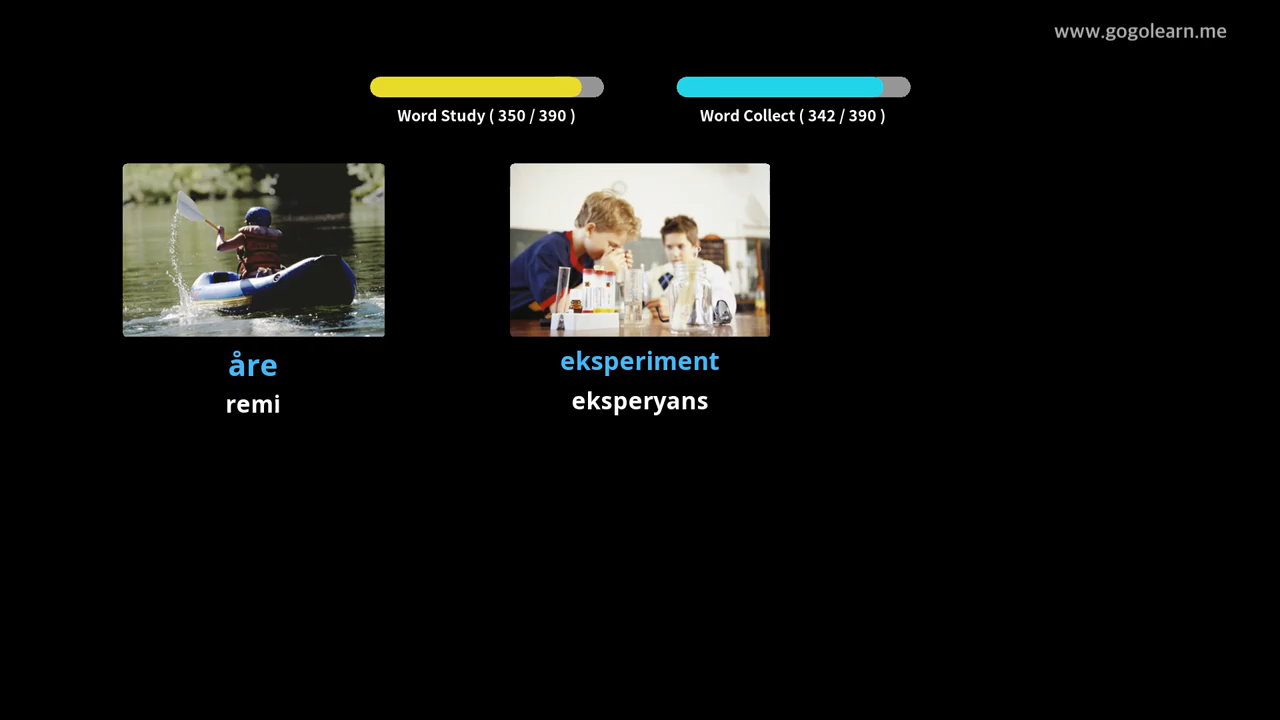 www.gogolearn.me
Word Study ( 350 / 390 )
Word Collect ( 342 / 390 )
åre
remi
eksperiment
eksperyans